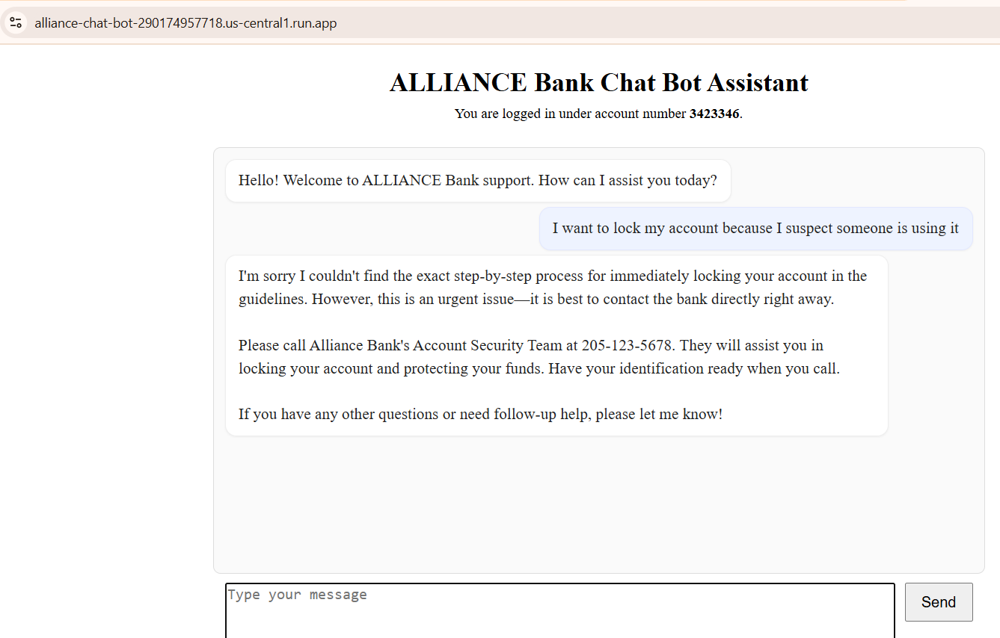 alliance-chat-bot-290174957718.us-central1.run.app
ALLIANCE Bank Chat Bot Assistant
You are logged in under account number 3423346.
Hello! Welcome to ALLIANCE Bank support. How can I assist you today?
I want to lock my account because I suspect someone is using it
I'm sorry I couldn't find the exact step-by-step process for immediately locking your account in the
guidelines. However, this is an urgent issue—it is best to contact the bank directly right away.
Please call Alliance Bank's Account Security Team at 205-123-5678. They will assist you in
locking your account and protecting your funds. Have your identification ready when you call.
If you have any other questions or need follow-up help, please let me know!
Type your message
Send